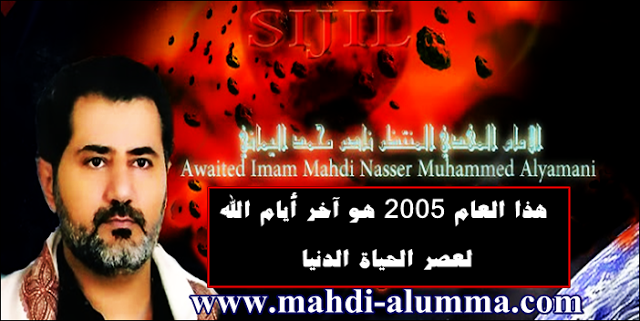 SIJIL
الامام المهدي المنتظر ناصر محمد اليماني
Awaited Imam Mahdi Nasser Muhammed Alyamani
هذا العام 2005 هو آخر أيام الله
لعصر الحياة الدنيا
www.mahdi-alumma.com